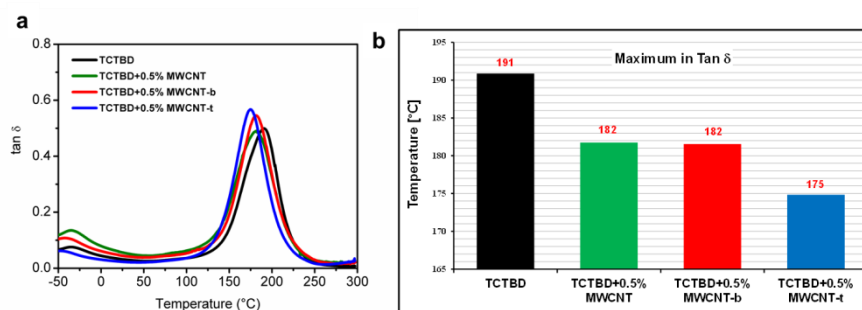 a
0.8
0.6
0.4
0.2
0.0
tan δ
TCTBD
TCTBD+0.5% MWCNT
TCTBD+0.5% MWCNT-b
TCTBD+0.5% MWCNT-t
-50 0 50 100 150 200 250 300
Temperature (°C)
b
Maximum in Tan δ
Temperature [°C]
195
190
185
180
175
170
165
191
182
182
175
TCTBD TCTBD+0.5% TCTBD+0.5% TCTBD+0.5%
MWCNT MWCNT-b MWCNT-t